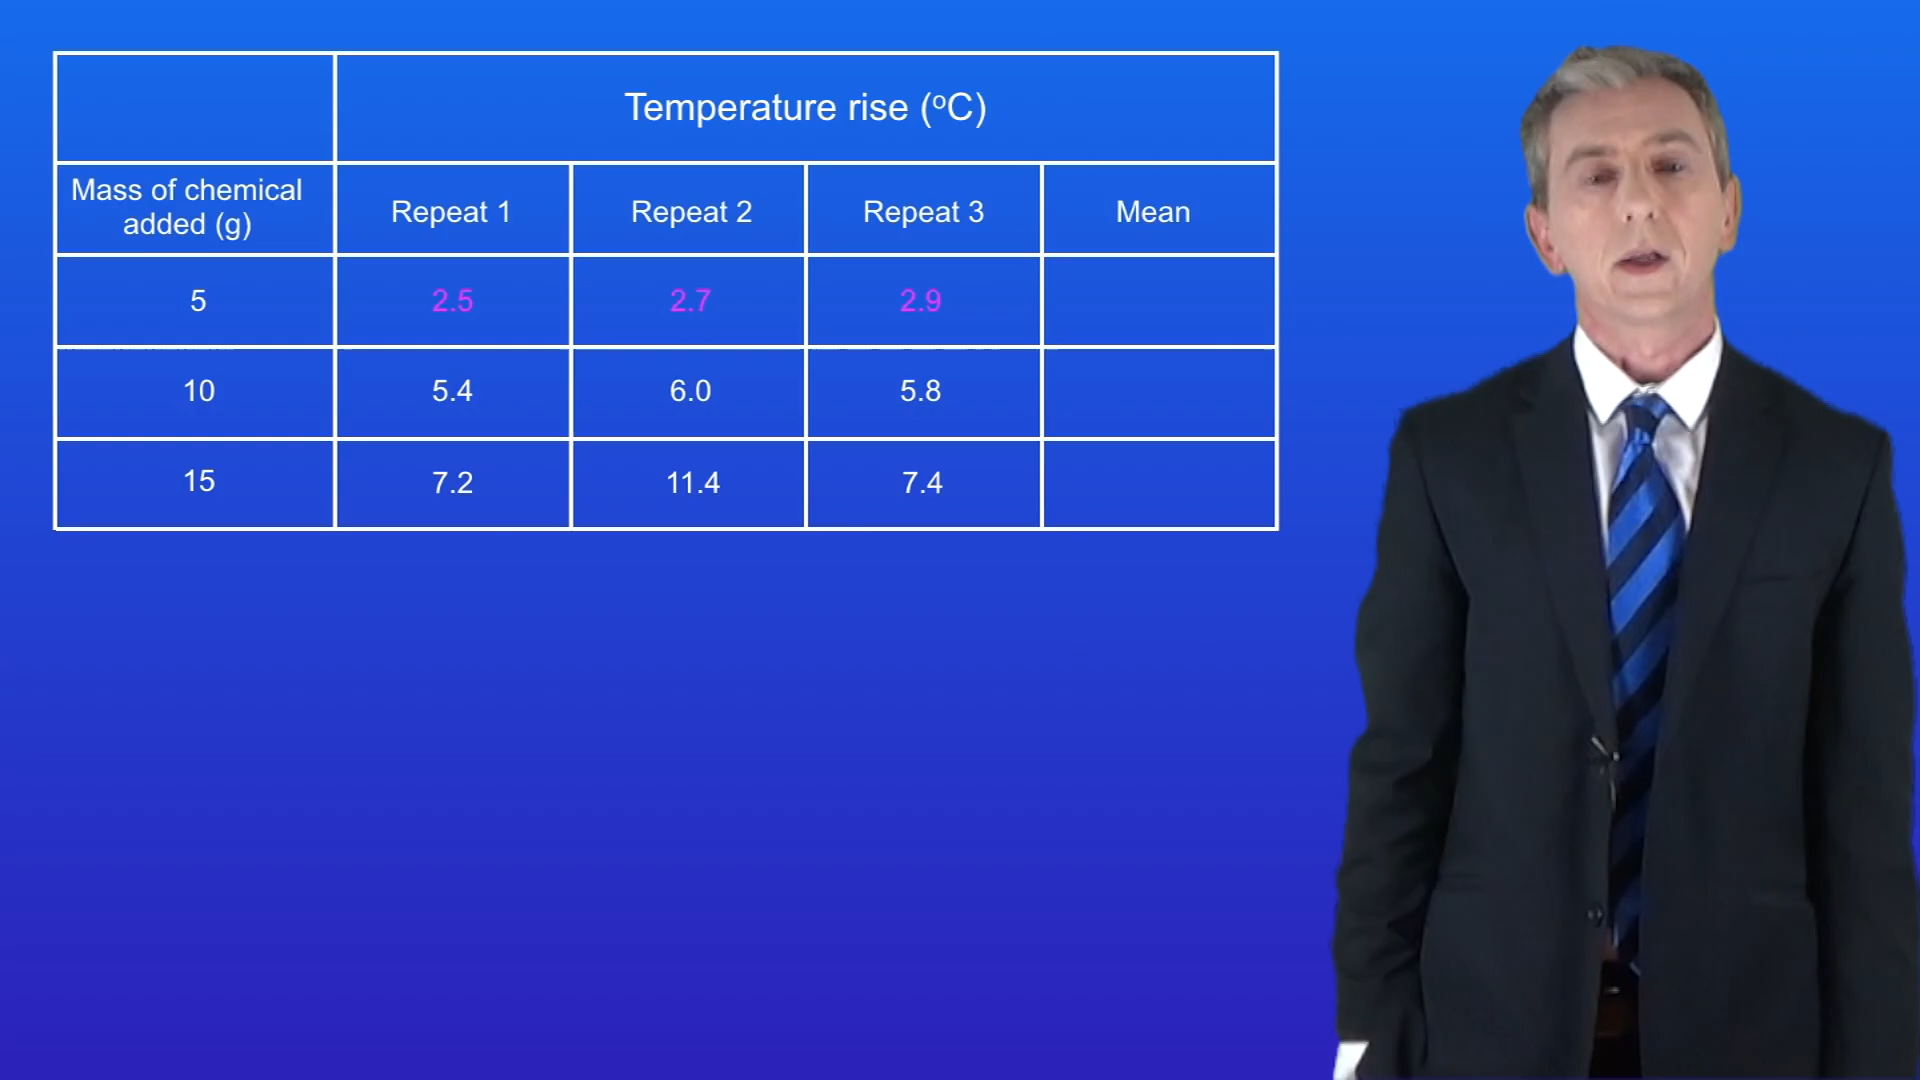 Temperature rise (°C)
Mass of chemical
added (g)
Repeat 1
Repeat 2
Repeat 3
Mean
5
2.5
2.7
2.9
10
5.4
6.0
5.8
15
7.2
11.4
7.4